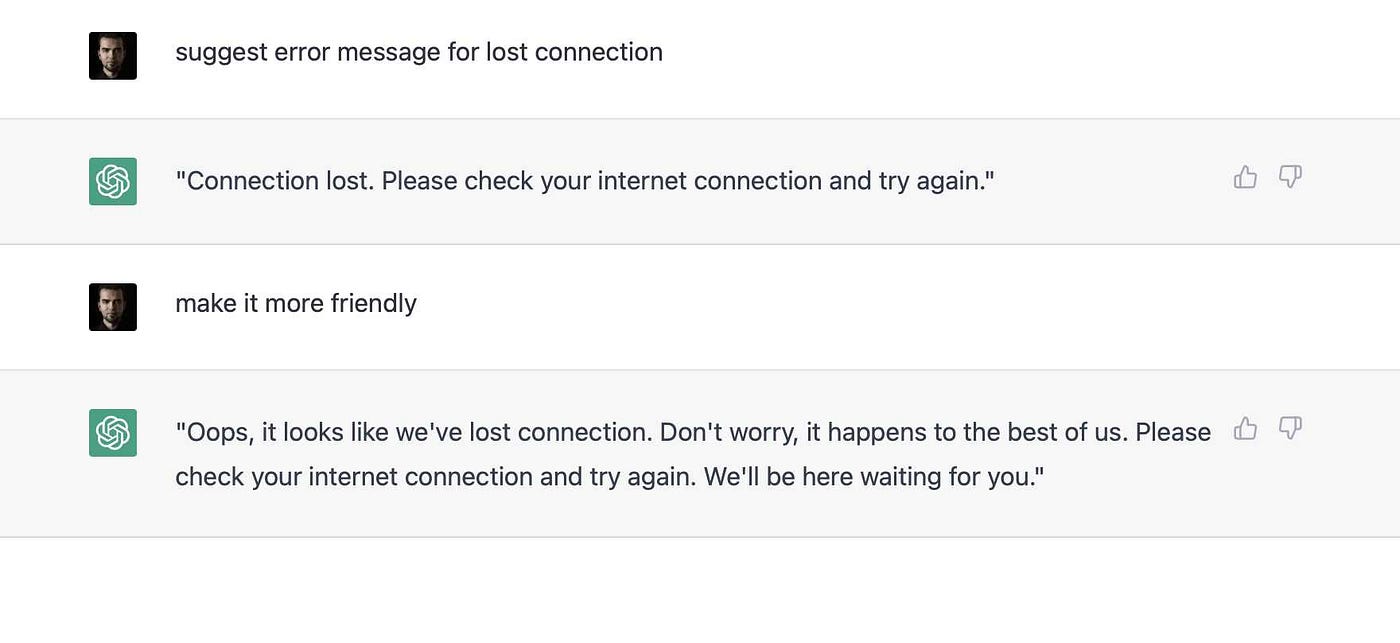 suggest error message for lost connection
"Connection lost. Please check your internet connection and try again."
make it more friendly
"Oops, it looks like we've lost connection. Don't worry, it happens to the best of us. Please
check your internet connection and try again. We'll be here waiting for you."